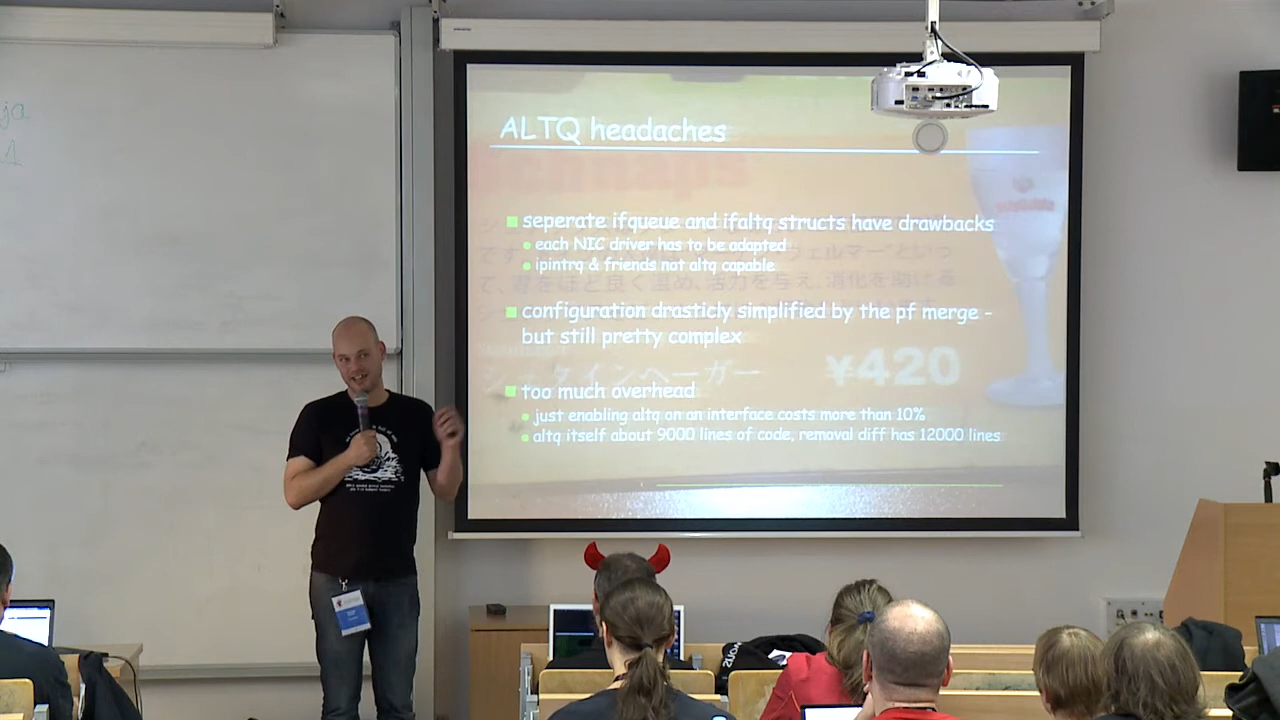 ja
1
ALTQ headaches
seperate ifqueue and ifaltq structs have drawbacks
each NIC driver has to be adapted
ipintrq & friends not altq capable
configuration drasticly simplified by the pf merge -
but still pretty complex
¥420
too much overhead
just enabling altq on an interface costs more than 10%
altq itself about 9000 lines of code, removal diff has 12000 lines